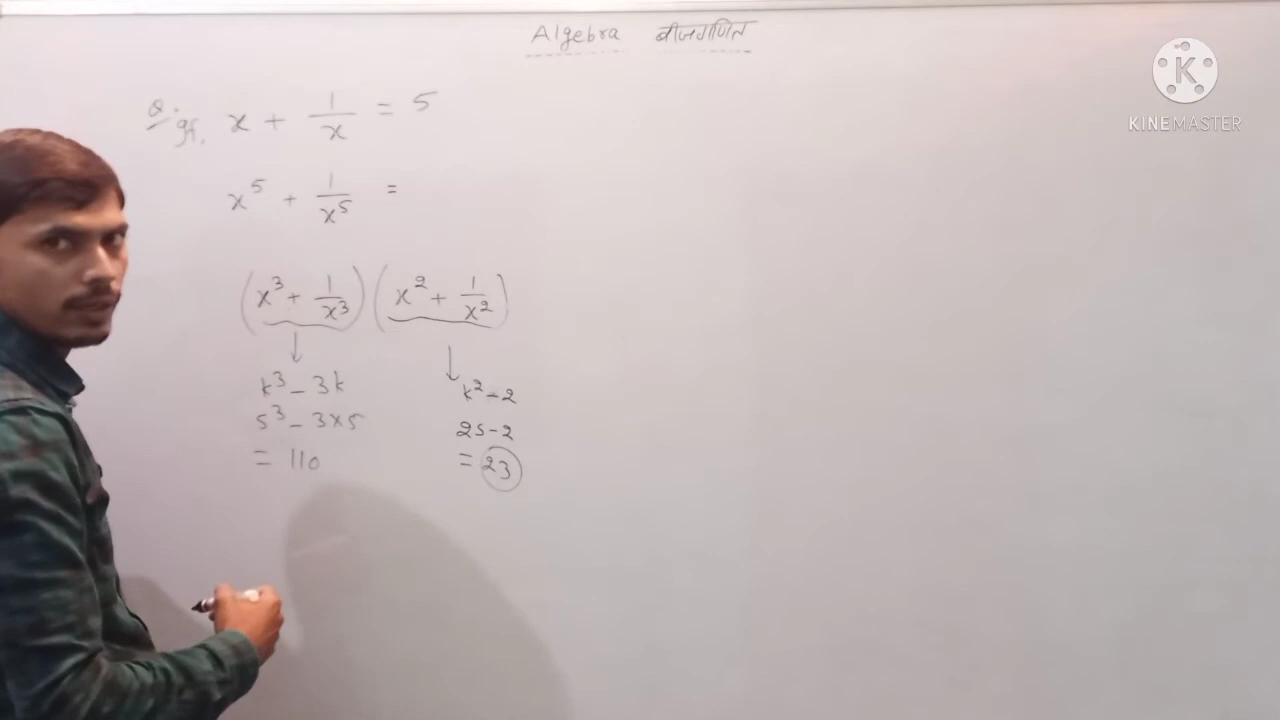 Algebra बीजगणित
Q. If, x + 1/x = 5
x⁵ + 1/x⁵ =
(x³ + 1/x³) (x² + 1/x²)
↓ ↓
k³ - 3k k² - 2
5³ - 3×5 25-2
= 110 = 23
KINEMASTER